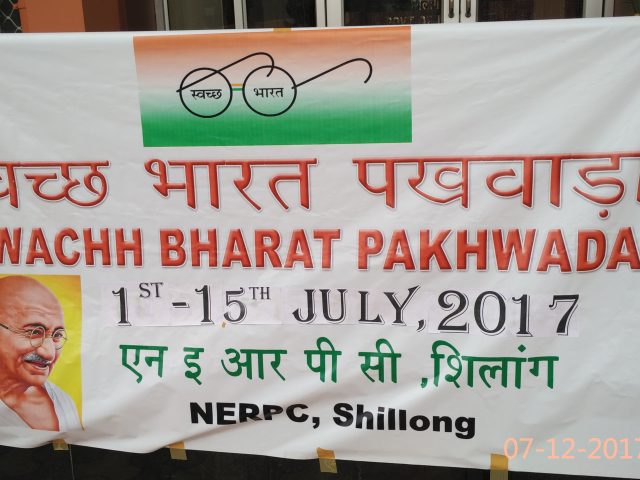 स्वच्छ भारत
वच्छ भारत पखवाड़ा
WACHH BHARAT PAKHWADA
1ST -15TH JULY, 2017
एन इ आर पी सी ,शिलांग
NERPC, Shillong
07-12-2017